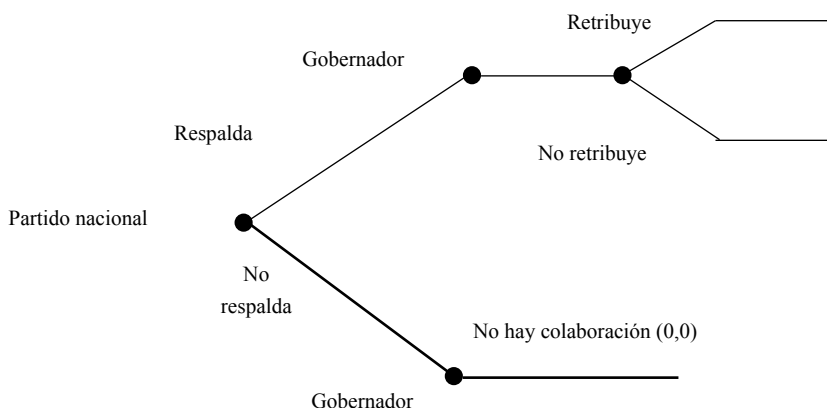 Retribuye
Gobernador
Respalda
No retribuye
Partido nacional
No
respalda
No hay colaboración (0,0)
Gobernador